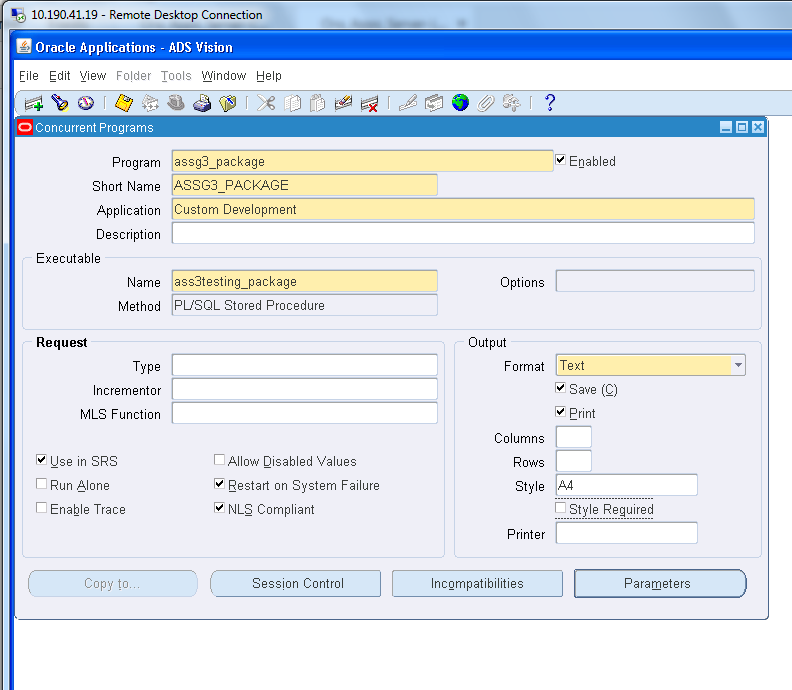 10.190.41.19 - Remote Desktop Connection
Oracle Applications - ADS Vision
File Edit View Folder Tools Window Help
?
Concurrent Programs
Program assg3_package Enabled
Short Name ASSG3_PACKAGE
Application Custom Development
Description
Executable
Name ass3testing_package Options
Method PL/SQL Stored Procedure
Request Output
Type Format Text
Incrementor Save (C)
MLS Function Print
Columns
Use in SRS Allow Disabled Values Rows
Run Alone Restart on System Failure Style A4
Enable Trace NLS Compliant Style Required
Printer
Copy to... Session Control Incompatibilities Parameters